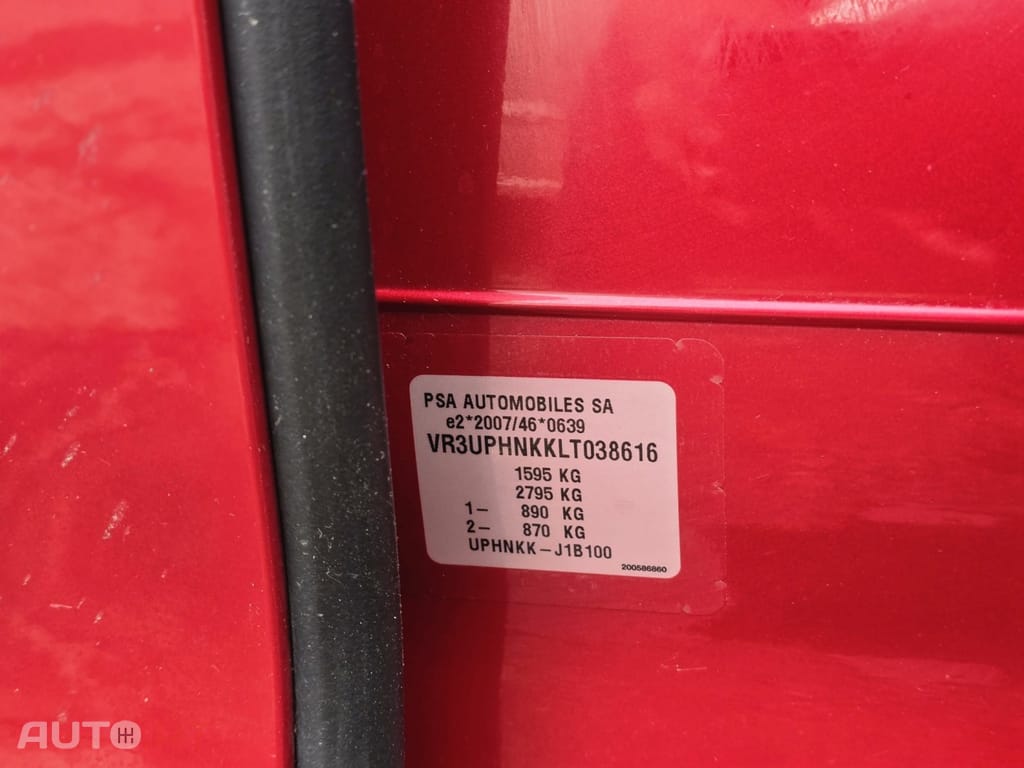 PSA AUTOMOBILES SA
e2*2007/46*0639
VR3UPHNKKLT038616
1595 KG
2795 KG
1- 890 KG
2- 870 KG
UPHNKK-J1B100
200586860
AUTO